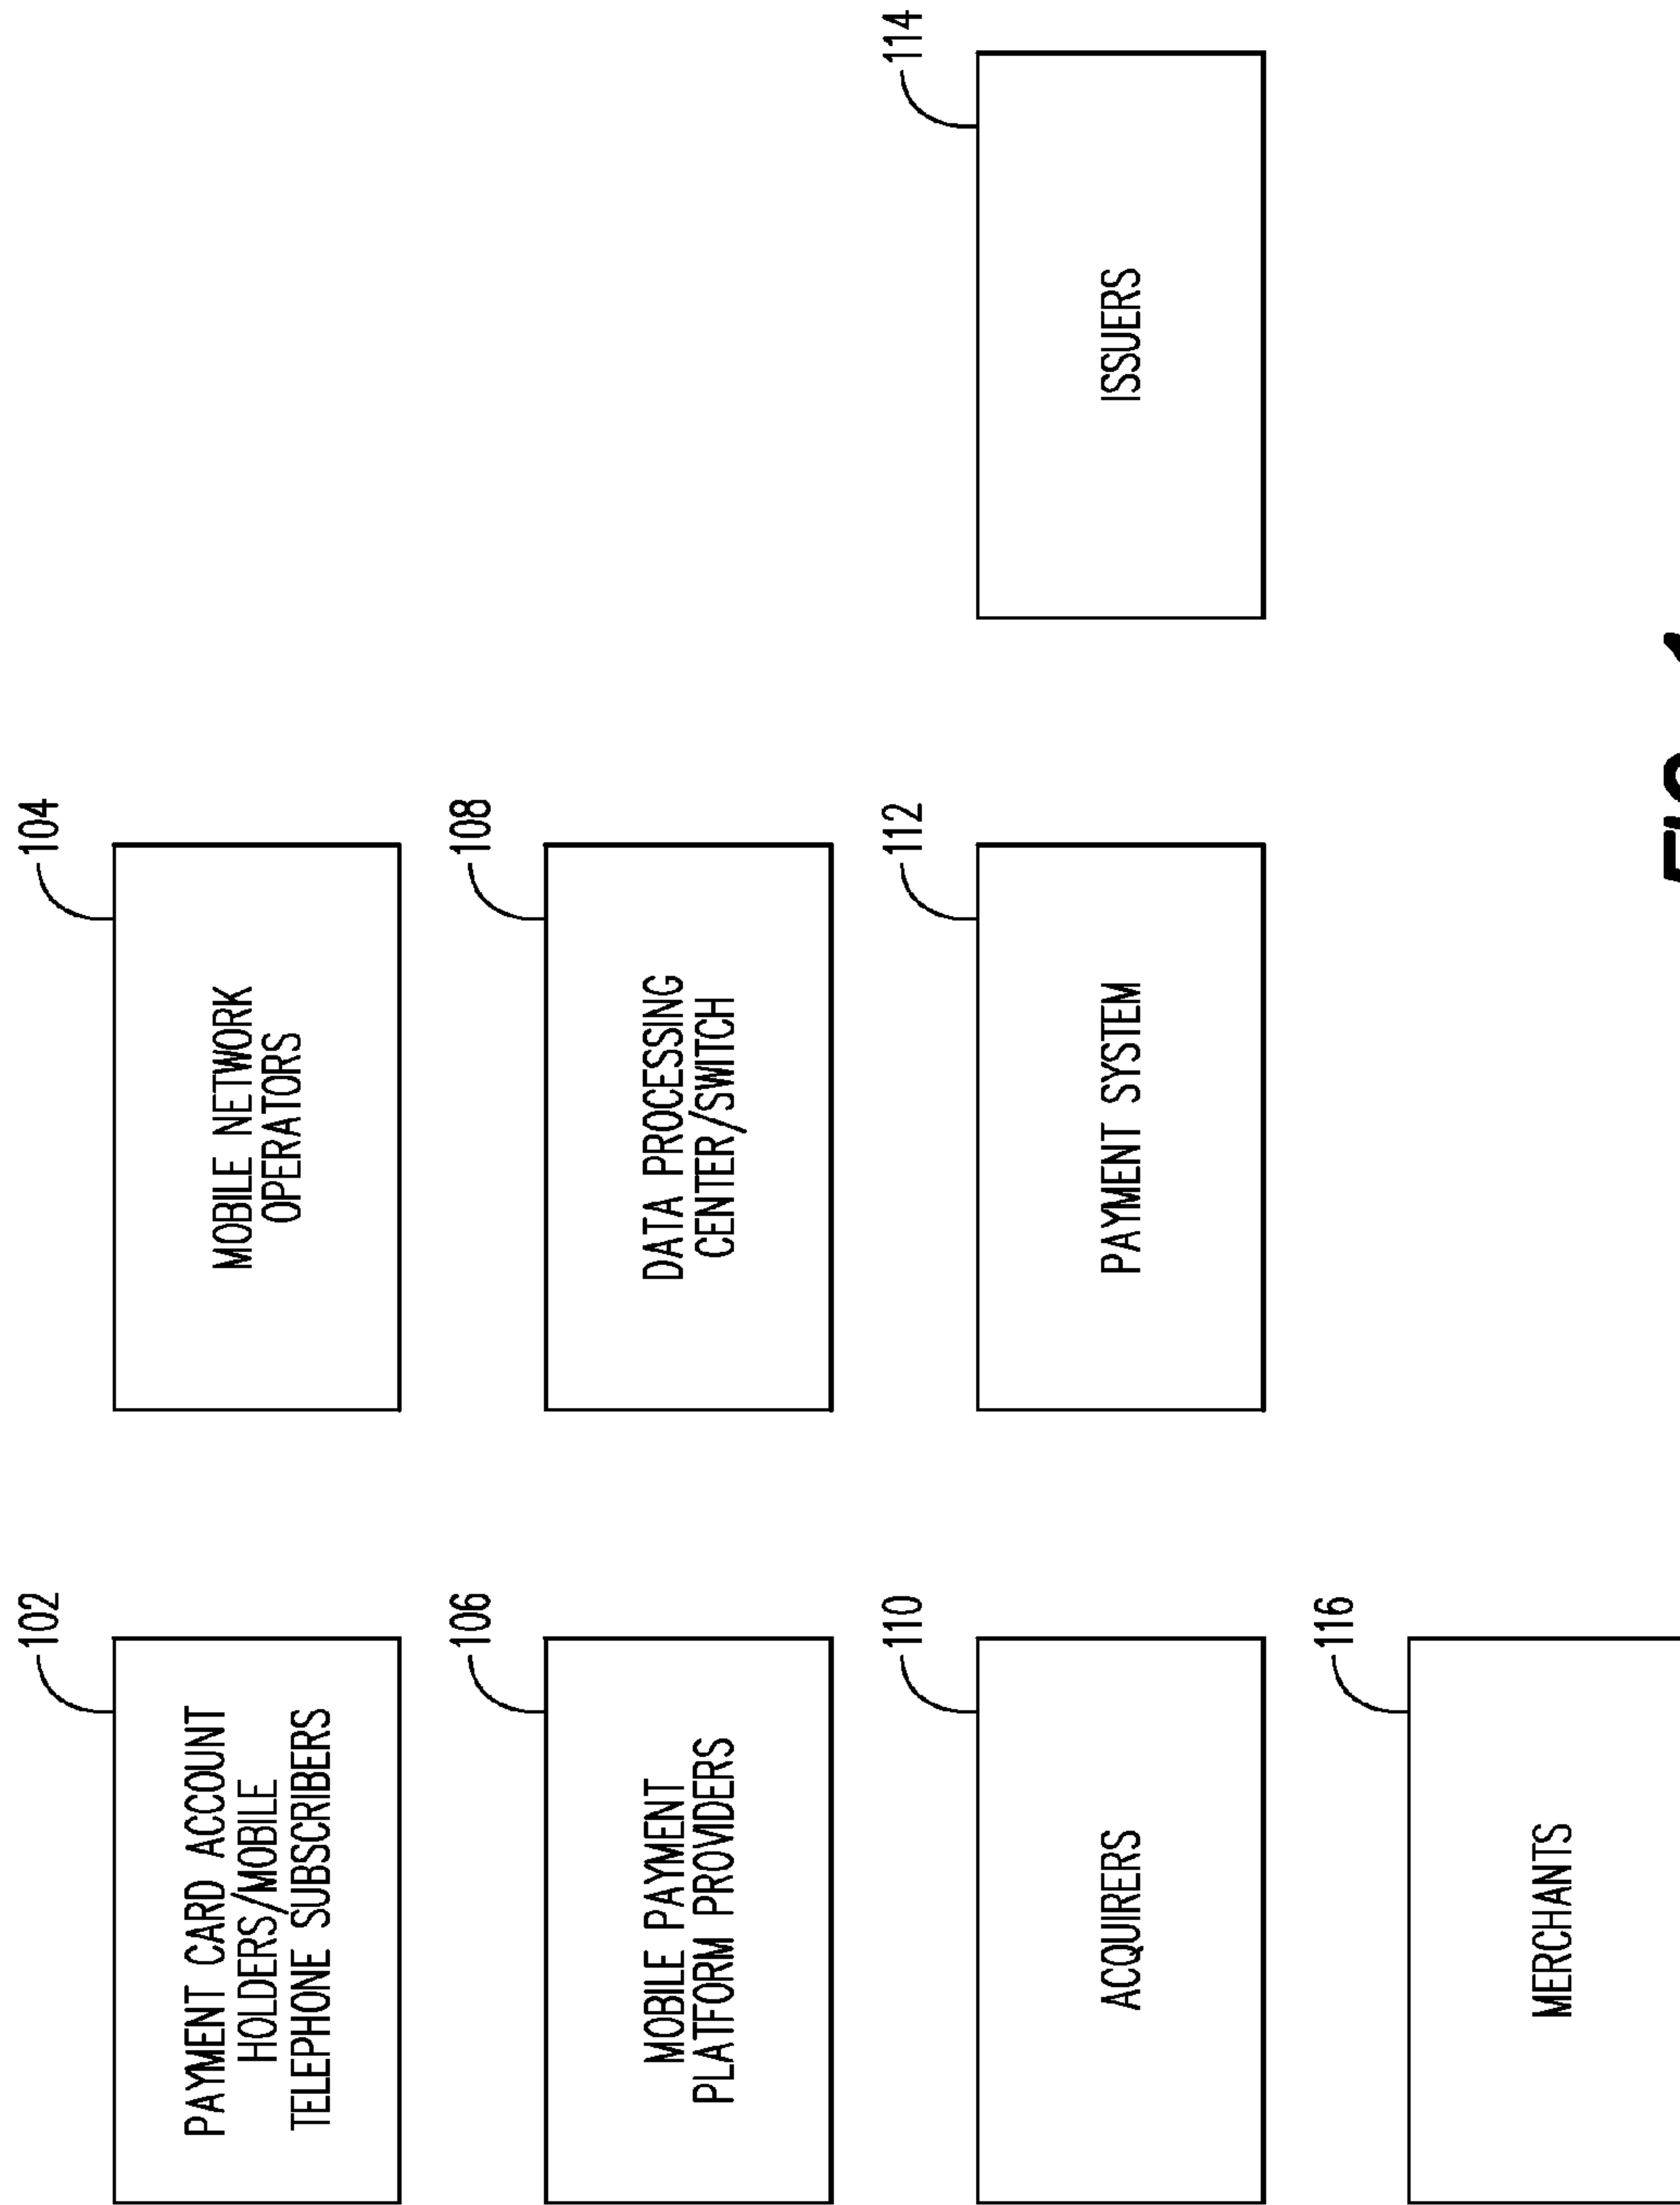 102
PAYMENT CARD ACCOUNT
HOLDERS/MOBILE
TELEPHONE SUBSCRIBERS
104
MOBILE NETWORK
OPERATORS
106
MOBILE PAYMENT
PLATFORM PROVIDERS
108
DATA PROCESSING
CENTER/SWITCH
110
ACQUIRERS
112
PAYMENT SYSTEM
114
ISSUERS
116
MERCHANTS